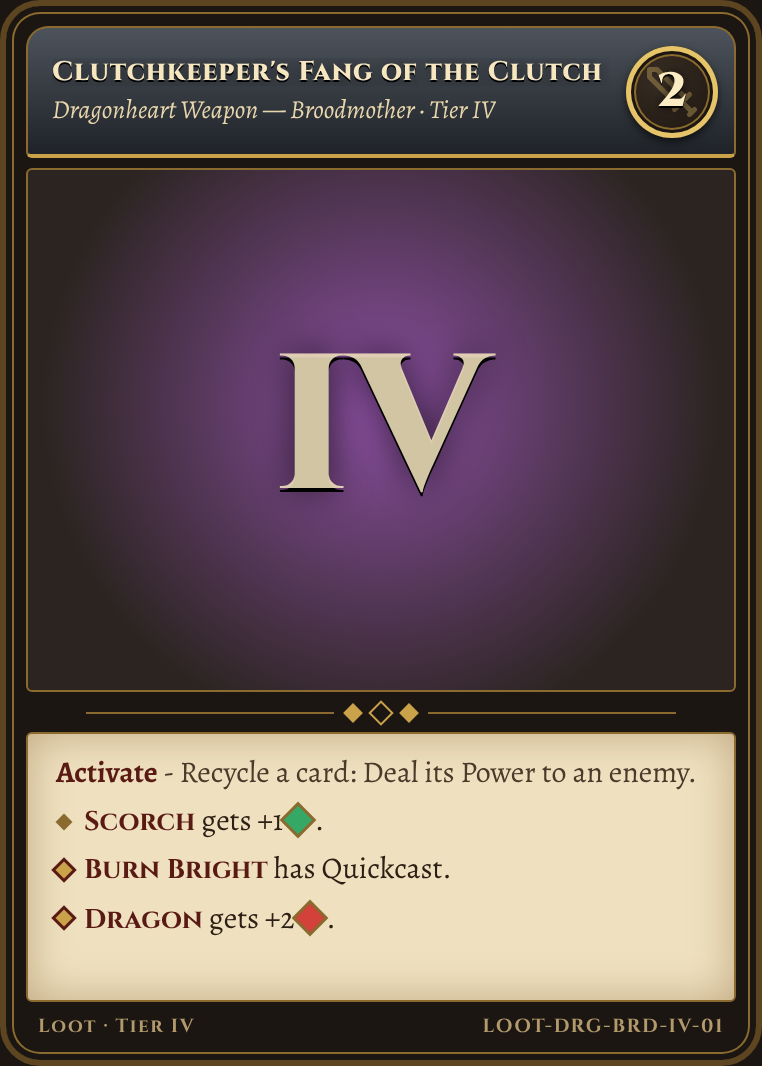 Clutchkeeper's Fang of the Clutch
Dragonheart Weapon — Broodmother · Tier IV
2
IV
Activate - Recycle a card: Deal its Power to an enemy.
Scorch gets +1.
Burn Bright has Quickcast.
Dragon gets +2.
Loot · Tier IV
LOOT-DRG-BRD-IV-01